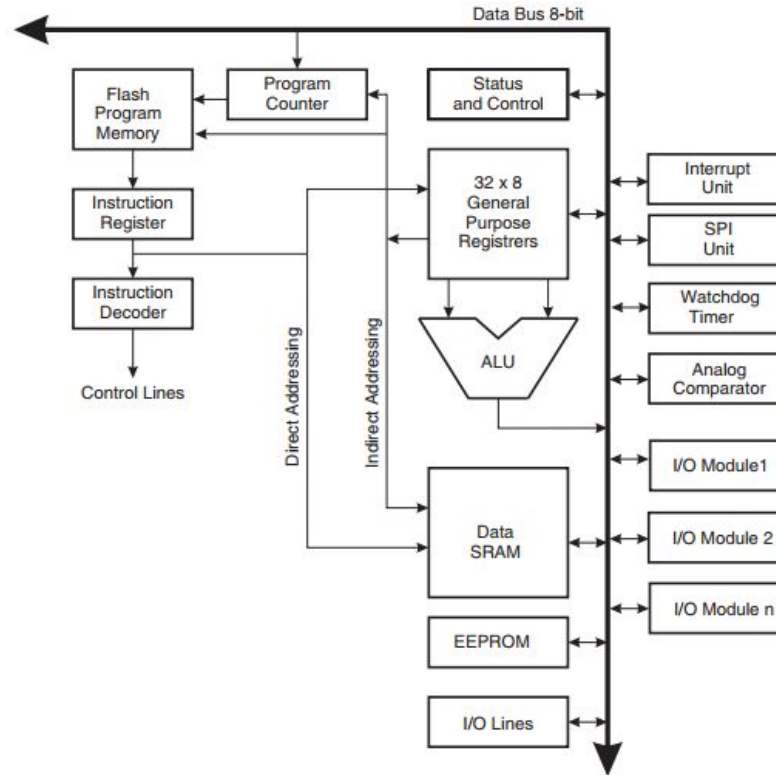 Data Bus 8-bit
Flash
Program
Memory
Program
Counter
Status
and Control
Instruction
Register
32 x 8
General
Purpose
Registrers
Instruction
Decoder
Control Lines
Direct Addressing
Indirect Addressing
ALU
Data
SRAM
EEPROM
I/O Lines
Interrupt
Unit
SPI
Unit
Watchdog
Timer
Analog
Comparator
I/O Module1
I/O Module 2
I/O Module n